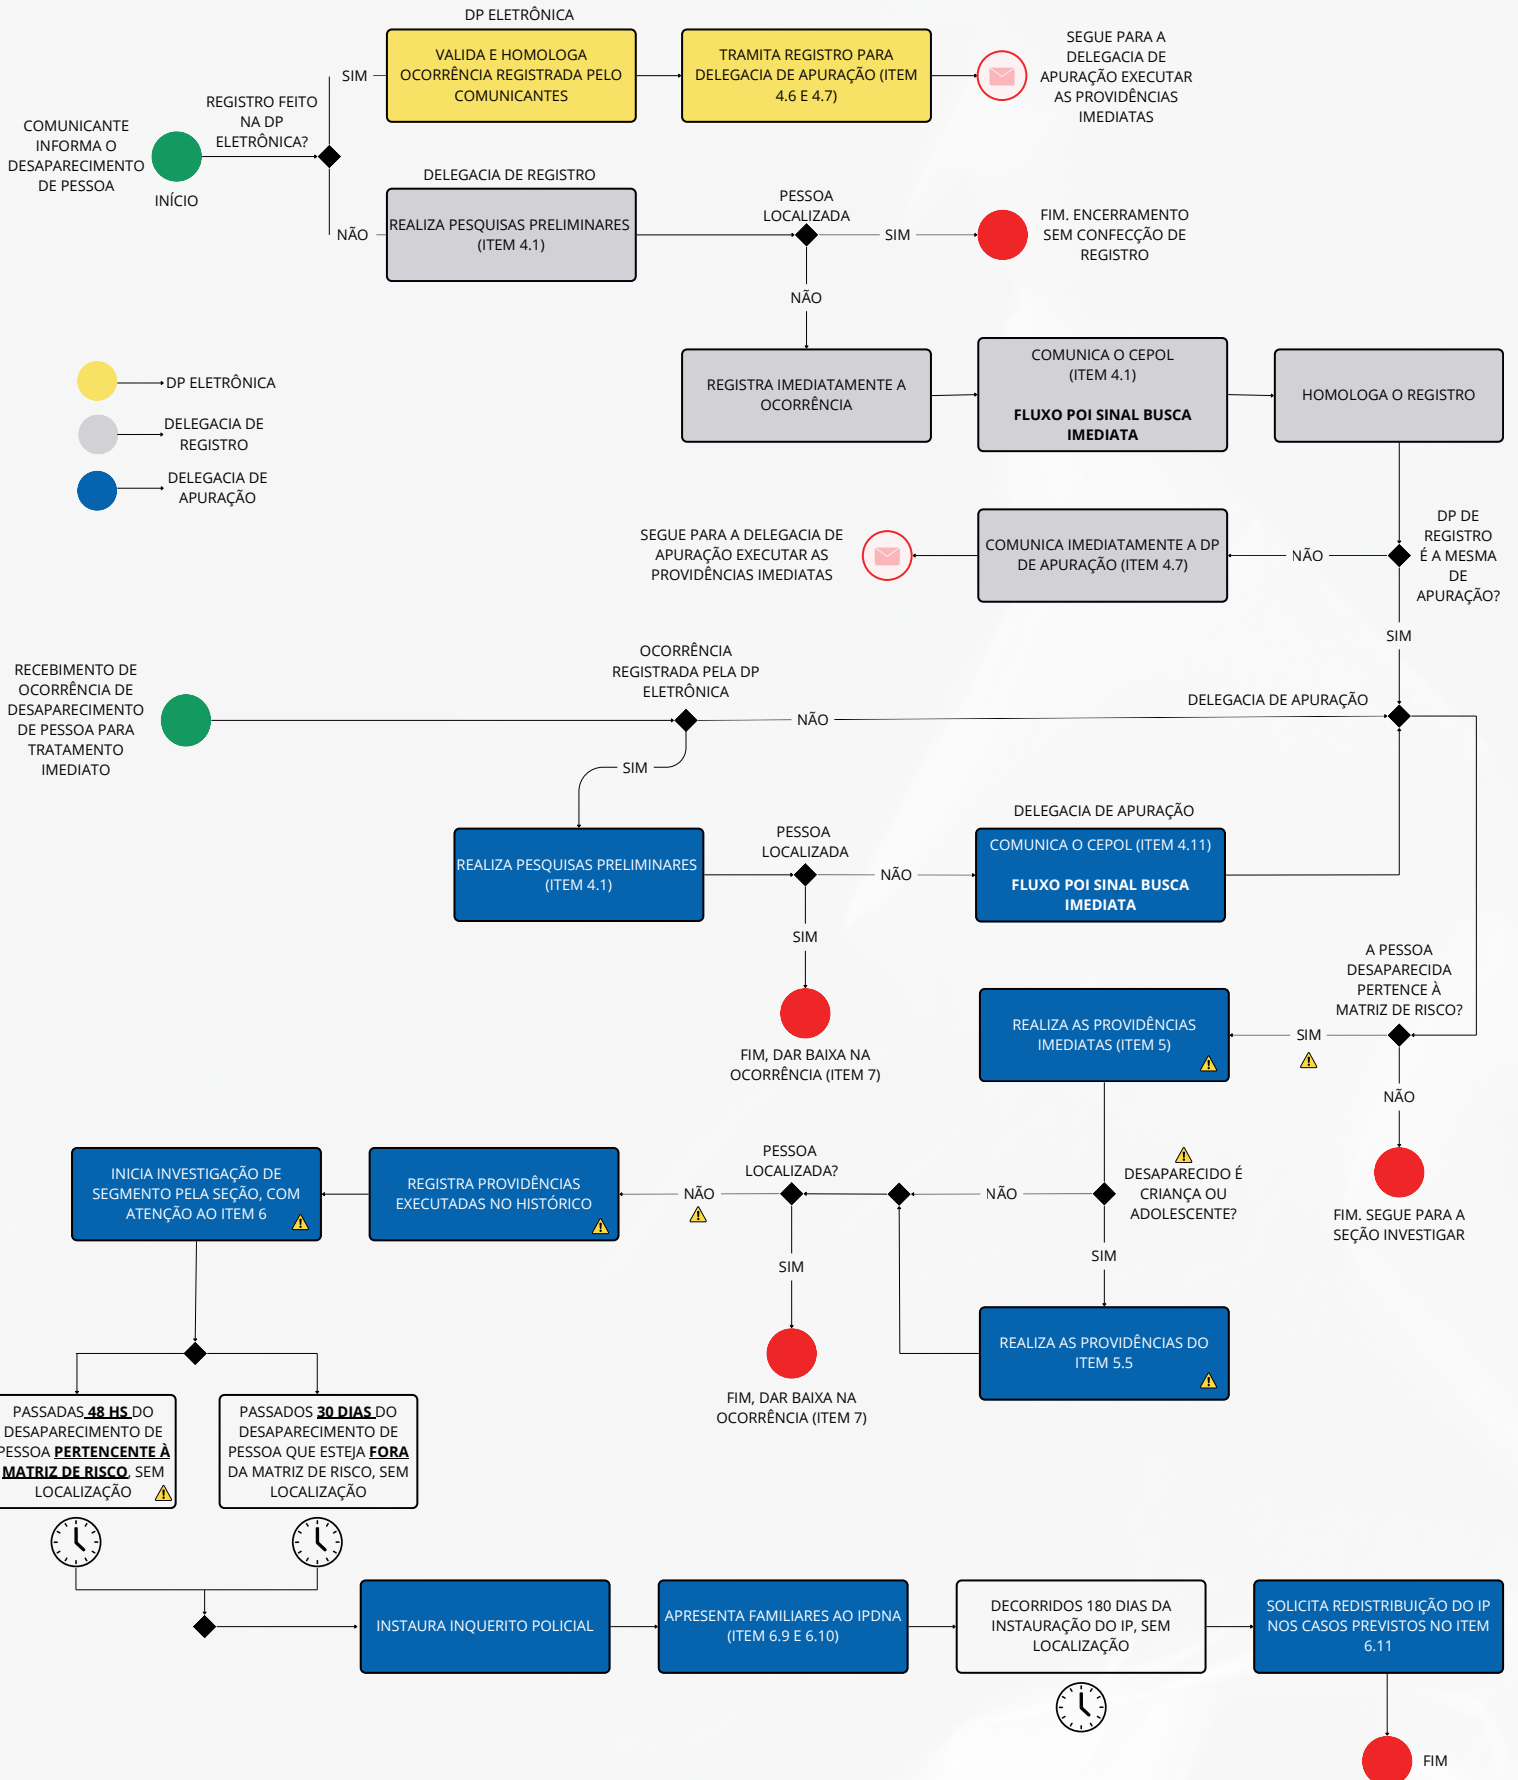 DP ELETRÔNICA
SIM
VALIDA E HOMOLOGA
OCORRÊNCIA REGISTRADA PELO
COMUNICANTES
TRAMITA REGISTRO PARA
DELEGACIA DE APURAÇÃO (ITEM
4.6 E 4.7)
SEGUE PARA A
DELEGACIA DE
APURAÇÃO EXECUTAR
AS PROVIDÊNCIAS
IMEDIATAS
REGISTRO FEITO
NA DP
ELETRÔNICA?
COMUNICANTE
INFORMA O
DESAPARECIMENTO
DE PESSOA
INÍCIO
DELEGACIA DE REGISTRO
NÃO
REALIZA PESQUISAS PRELIMINARES
(ITEM 4.1)
PESSOA
LOCALIZADA
SIM
FIM. ENCERRAMENTO
SEM CONFECÇÃO DE
REGISTRO
NÃO
REGISTRA IMEDIATAMENTE A
OCORRÊNCIA
COMUNICA O CEPOL
(ITEM 4.1)
FLUXO POI SINAL BUSCA
IMEDIATA
HOMOLOGA O REGISTRO
DP ELETRÔNICA
DELEGACIA DE
REGISTRO
DELEGACIA DE
APURAÇÃO
SEGUE PARA A DELEGACIA DE
APURAÇÃO EXECUTAR AS
PROVIDÊNCIAS IMEDIATAS
COMUNICA IMEDIATAMENTE A DP
DE APURAÇÃO (ITEM 4.7)
NÃO
DP DE
REGISTRO
É A MESMA
DE
APURAÇÃO?
SIM
RECEBIMENTO DE
OCORRÊNCIA DE
DESAPARECIMENTO
DE PESSOA PARA
TRATAMENTO
IMEDIATO
OCORRÊNCIA
REGISTRADA PELA DP
ELETRÔNICA
NÃO
DELEGACIA DE APURAÇÃO
SIM
REALIZA PESQUISAS PRELIMINARES
(ITEM 4.1)
PESSOA
LOCALIZADA
NÃO
DELEGACIA DE APURAÇÃO
COMUNICA O CEPOL (ITEM 4.11)
FLUXO POI SINAL BUSCA
IMEDIATA
SIM
FIM, DAR BAIXA NA
OCORRÊNCIA (ITEM 7)
A PESSOA
DESAPARECIDA
PERTENCE À
MATRIZ DE RISCO?
SIM
REALIZA AS PROVIDÊNCIAS
IMEDIATAS (ITEM 5)
NÃO
FIM. SEGUE PARA A
SEÇÃO INVESTIGAR
DESAPARECIDO É
CRIANÇA OU
ADOLESCENTE?
NÃO
SIM
REALIZA AS PROVIDÊNCIAS DO
ITEM 5.5
PESSOA
LOCALIZADA?
NÃO
SIM
FIM, DAR BAIXA NA
OCORRÊNCIA (ITEM 7)
REGISTRA PROVIDÊNCIAS
EXECUTADAS NO HISTÓRICO
INICIA INVESTIGAÇÃO DE
SEGMENTO PELA SEÇÃO, COM
ATENÇÃO AO ITEM 6
PASSADAS 48 HS DO
DESAPARECIMENTO DE
PESSOA PERTENCENTE À
MATRIZ DE RISCO, SEM
LOCALIZAÇÃO
PASSADOS 30 DIAS DO
DESAPARECIMENTO DE
PESSOA QUE ESTEJA FORA
DA MATRIZ DE RISCO, SEM
LOCALIZAÇÃO
INSTAURA INQUERITO POLICIAL
APRESENTA FAMILIARES AO IPDNA
(ITEM 6.9 E 6.10)
DECORRIDOS 180 DIAS DA
INSTAURAÇÃO DO IP, SEM
LOCALIZAÇÃO
SOLICITA REDISTRIBUIÇÃO DO IP
NOS CASOS PREVISTOS NO ITEM
6.11
FIM